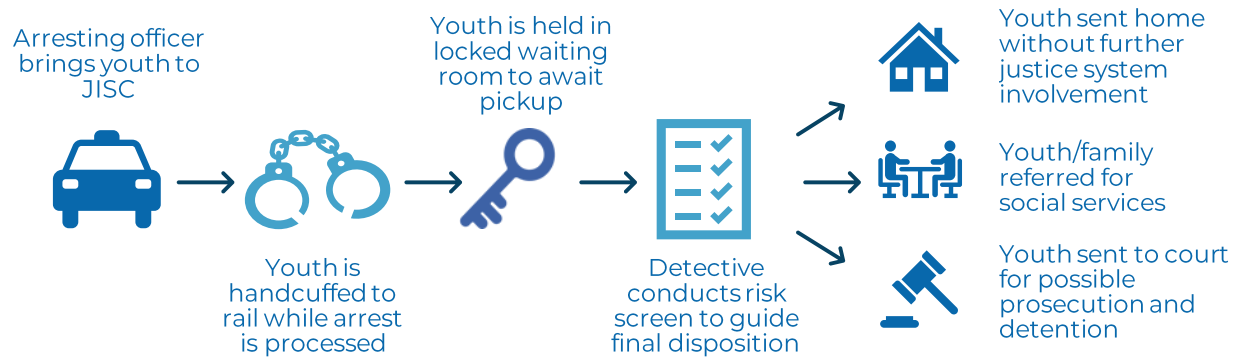 Arresting officer
brings youth to
JISC
Youth is
handcuffed to
rail while arrest
is processed
Youth is held in
locked waiting
room to await
pickup
Detective
conducts risk
screen to guide
final disposition
Youth sent home
without further
justice system
involvement
Youth/family
referred for
social services
Youth sent to court
for possible
prosecution and
detention